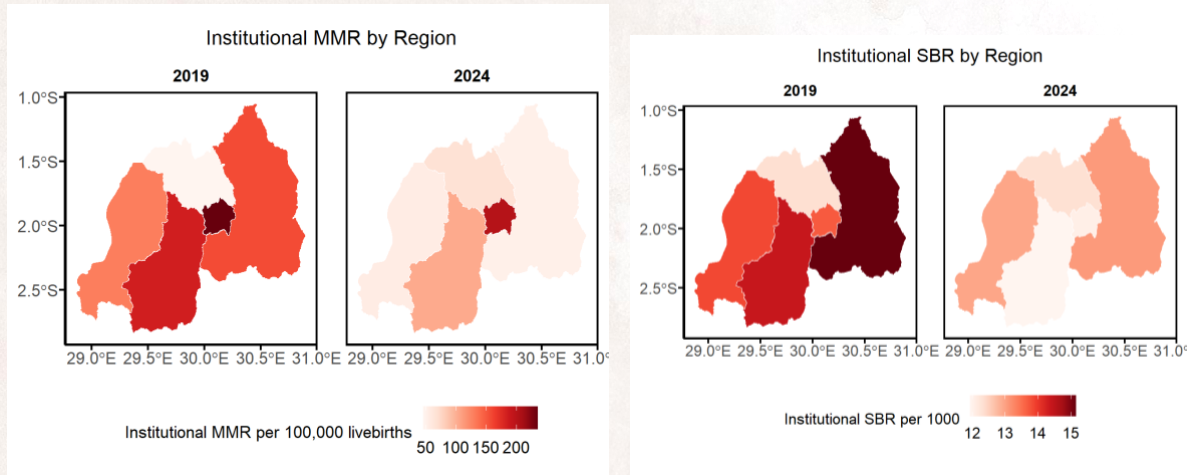 Institutional MMR by Region
2019 2024
1.0°S
1.5°S
2.0°S
2.5°S
29.0°E 29.5°E 30.0°E 30.5°E 31.0°E 29.0°E 29.5°E 30.0°E 30.5°E 31.0°
Institutional MMR per 100,000 livebirths
50 100 150 200
Institutional SBR by Region
2019 2024
1.0°S
1.5°S
2.0°S
2.5°S
29.0°E 29.5°E 30.0°E 30.5°E 31.0°E 29.0°E 29.5°E 30.0°E 30.5°E 31.0°
Institutional SBR per 1000
12 13 14 15